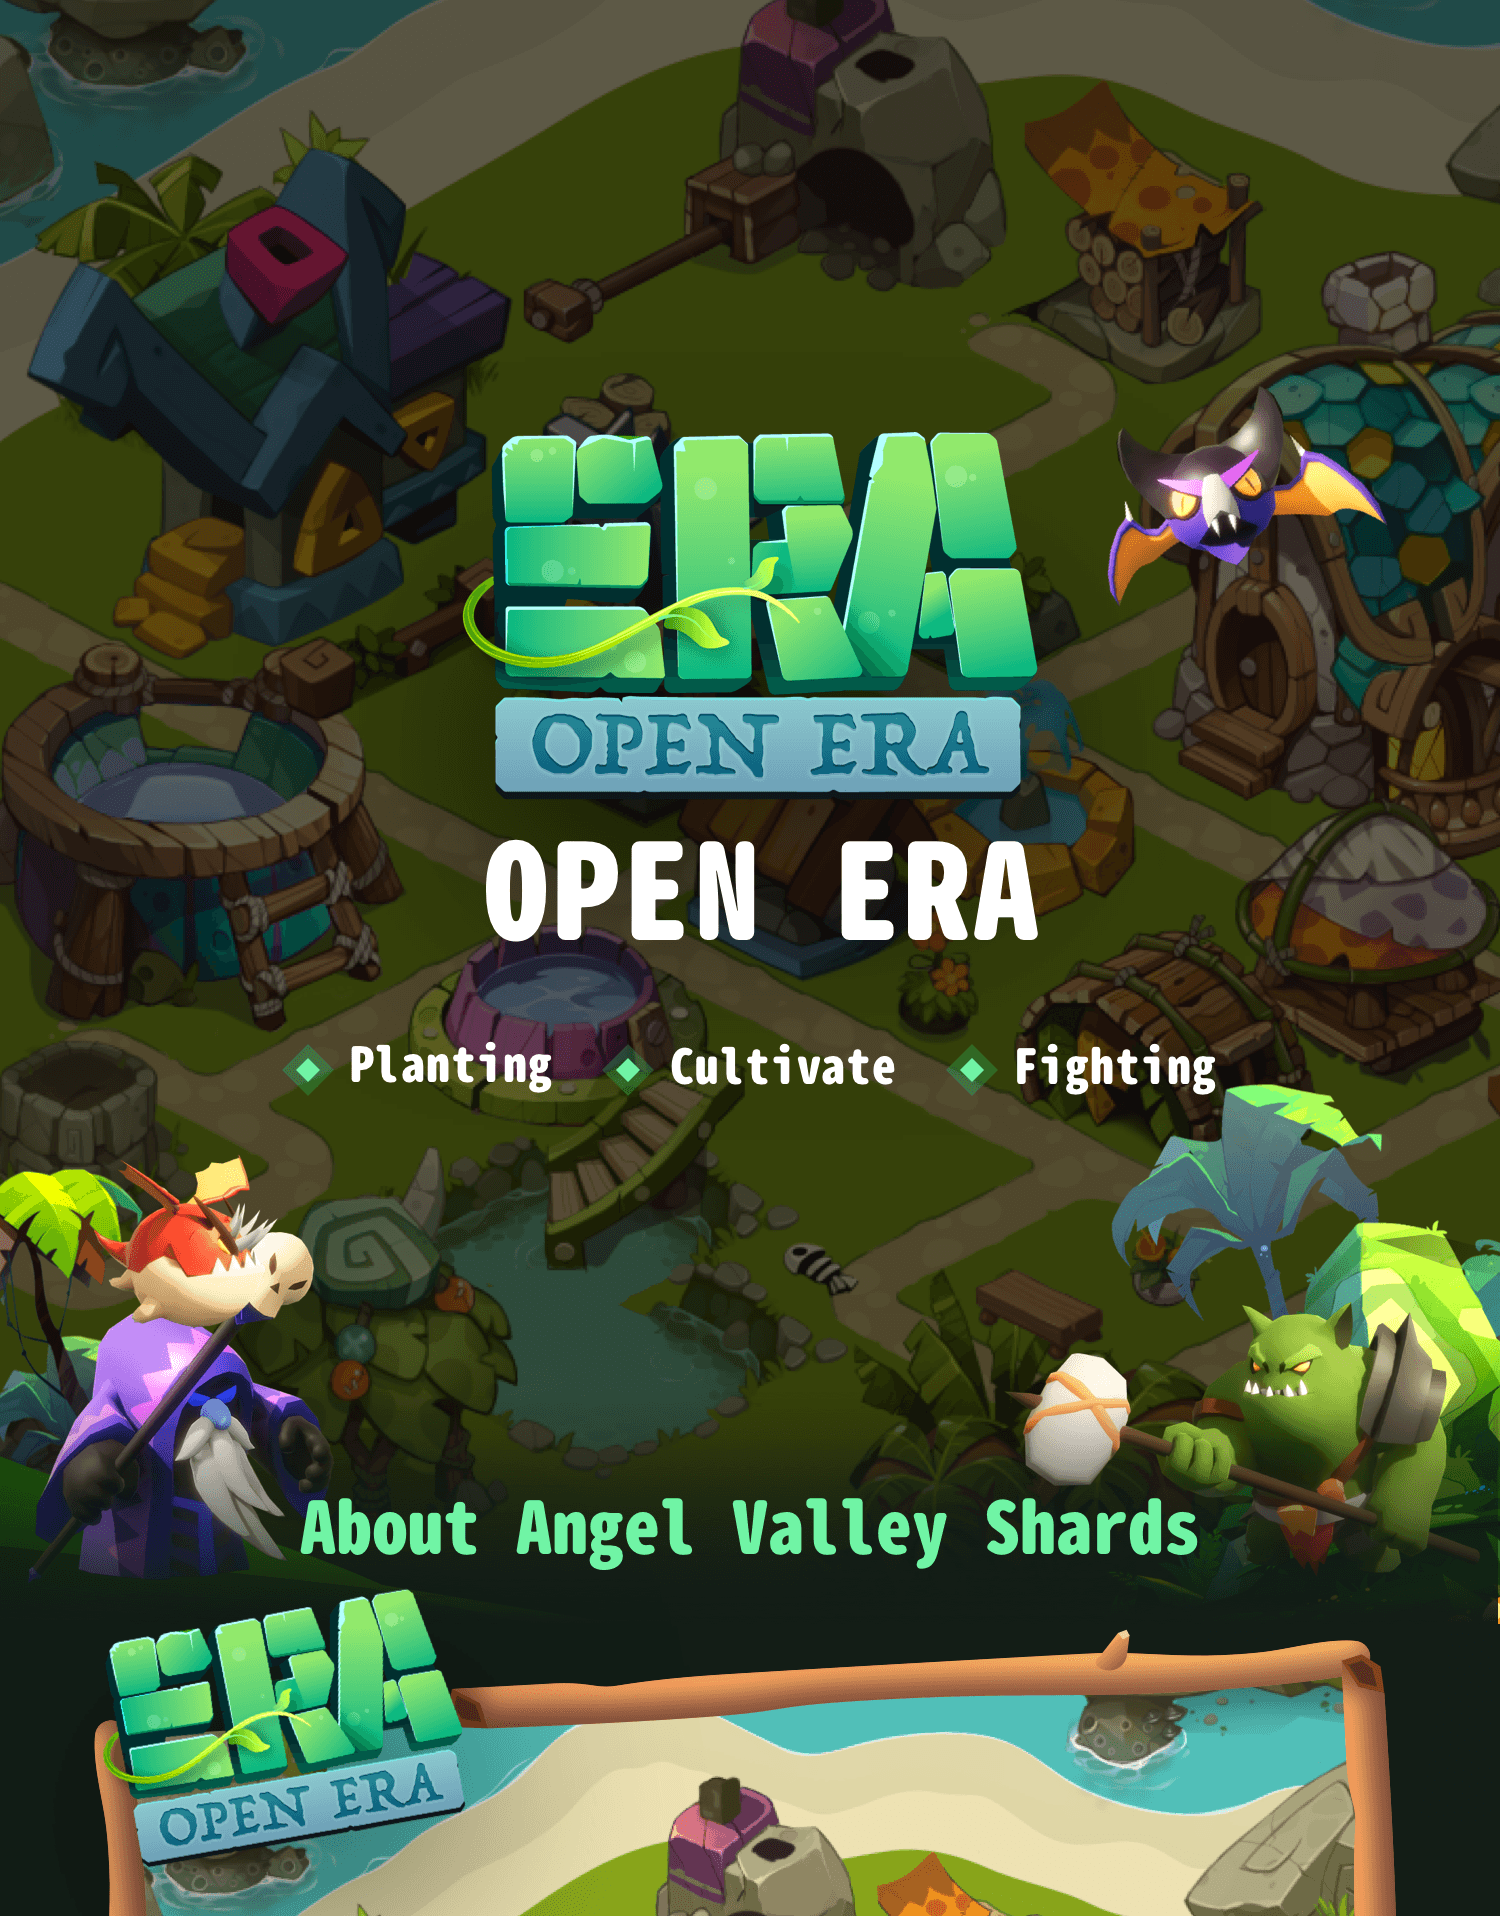 ERA
OPEN ERA
OPEN ERA
Planting
Cultivate
Fighting
About Angel Valley Shards
ERA
OPEN ERA